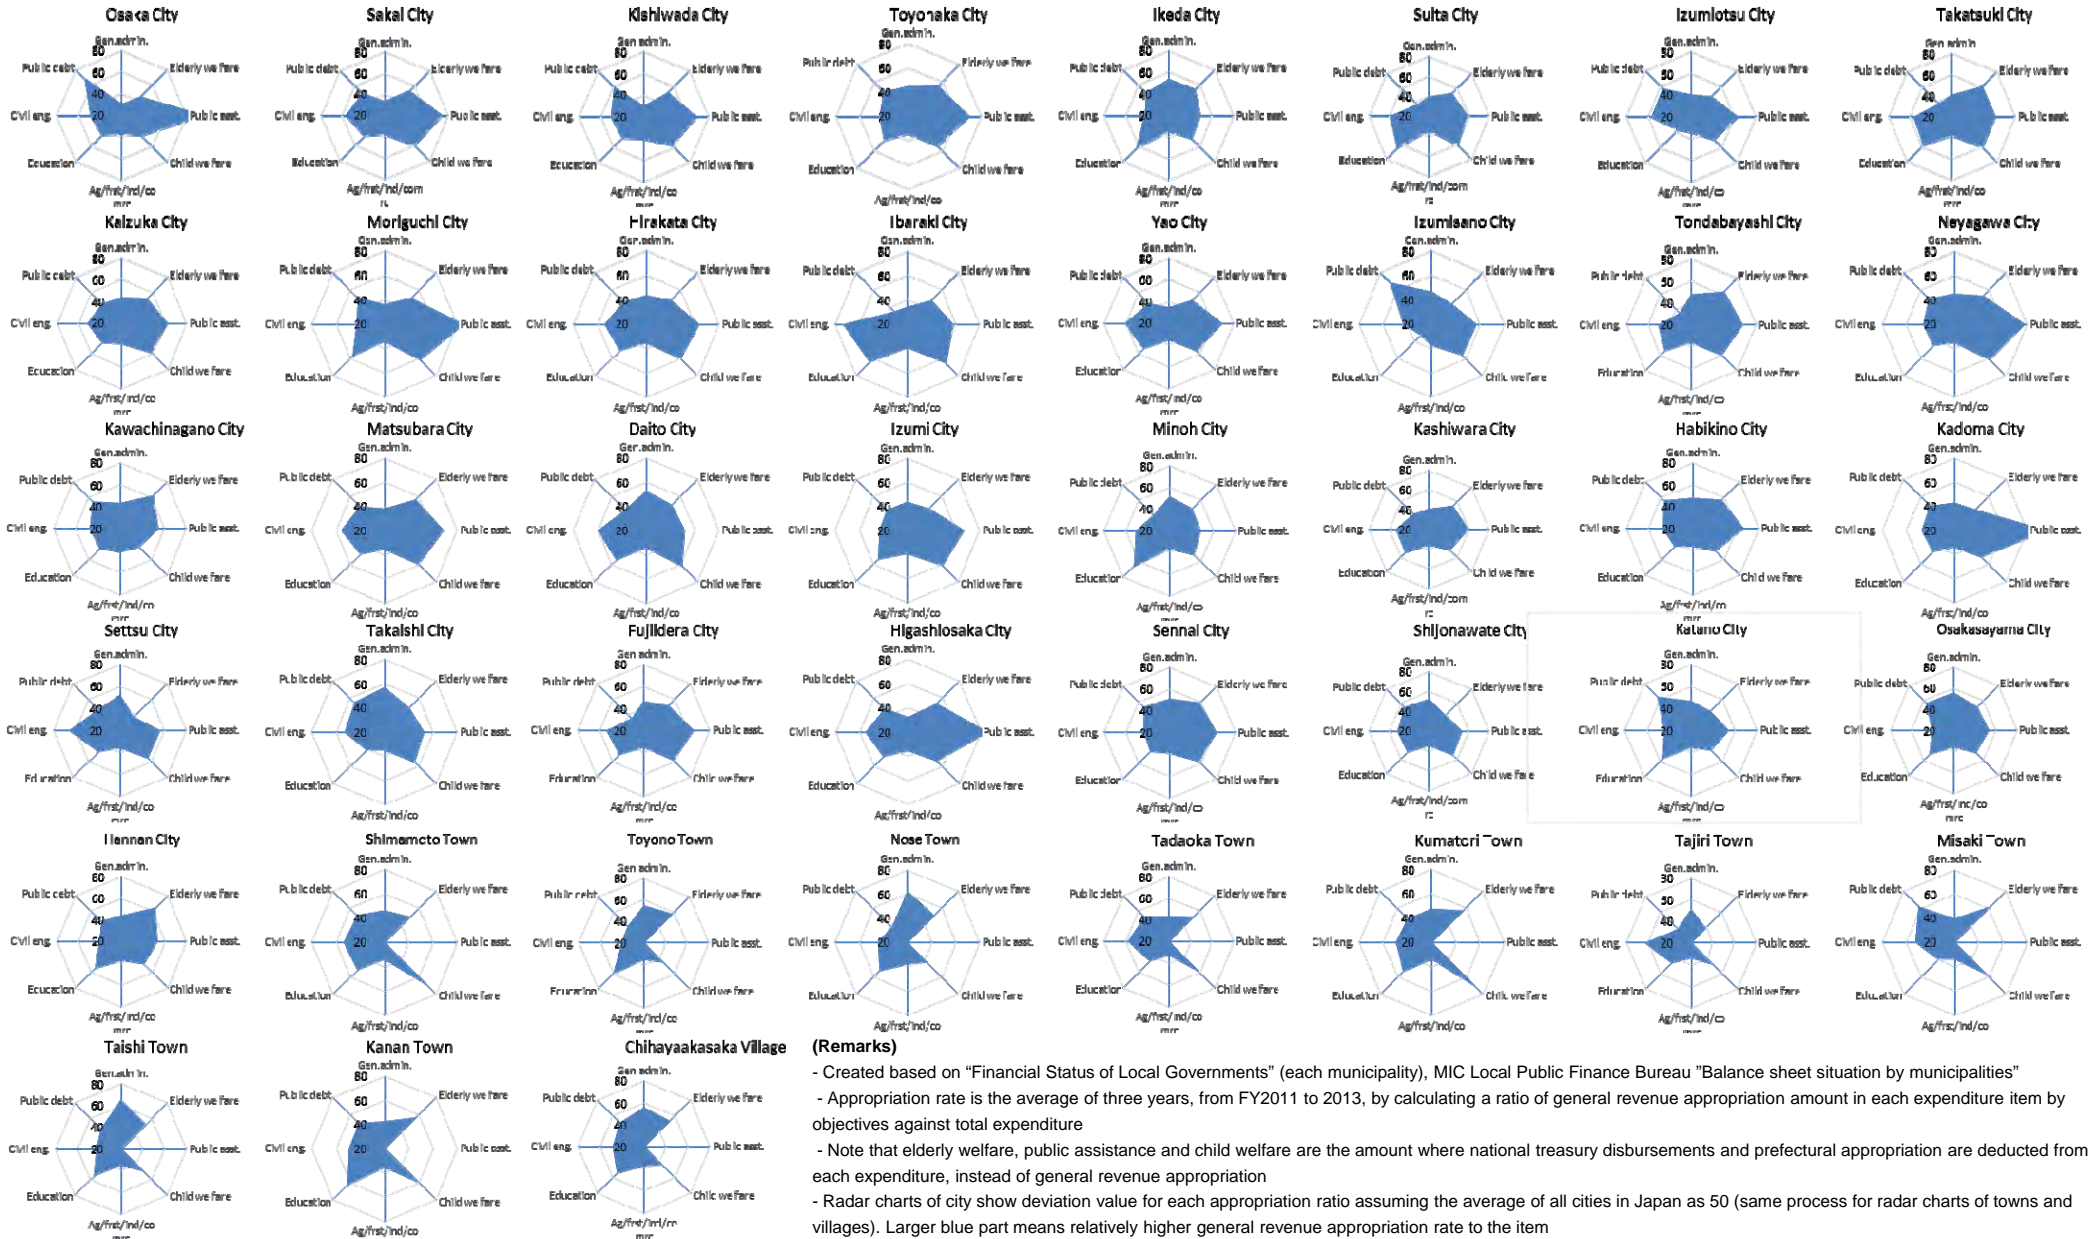 Osaka City
Sakai City
Kishiwada City
Toyonaka City
Ikeda City
Suita City
Izumiotsu City
Takatsuki City
Kaizuka City
Moriguchi City
Hirakata City
Ibaraki City
Yao City
Izumisano City
Tondabayashi City
Neyagawa City
Kawachinagano City
Matsubara City
Daito City
Izumi City
Minoh City
Kashiwara City
Habikino City
Kadoma City
Settsu City
Takaishi City
Fujiidera City
Higashiosaka City
Sennai City
Shijonawate City
Katano City
Osakasayama City
Hannan City
Shimamoto Town
Toyono Town
Nose Town
Tadaoka Town
Kumatori Town
Tajiri Town
Misaki Town
Taishi Town
Kanan Town
Chihayaakasaka Village
Gen.admin.
Elderly welfare
Public asst.
Child welfare
Ag/frst/ind/co
Education
Civil eng.
Public debt
80
60
40
20
(Remarks)
- Created based on “Financial Status of Local Governments” (each municipality), MIC Local Public Finance Bureau ”Balance sheet situation by municipalities”
- Appropriation rate is the average of three years, from FY2011 to 2013, by calculating a ratio of general revenue appropriation amount in each expenditure item by
objectives against total expenditure
- Note that elderly welfare, public assistance and child welfare are the amount where national treasury disbursements and prefectural appropriation are deducted from
each expenditure, instead of general revenue appropriation
- Radar charts of city show deviation value for each appropriation ratio assuming the average of all cities in Japan as 50 (same process for radar charts of towns and
villages). Larger blue part means relatively higher general revenue appropriation rate to the item